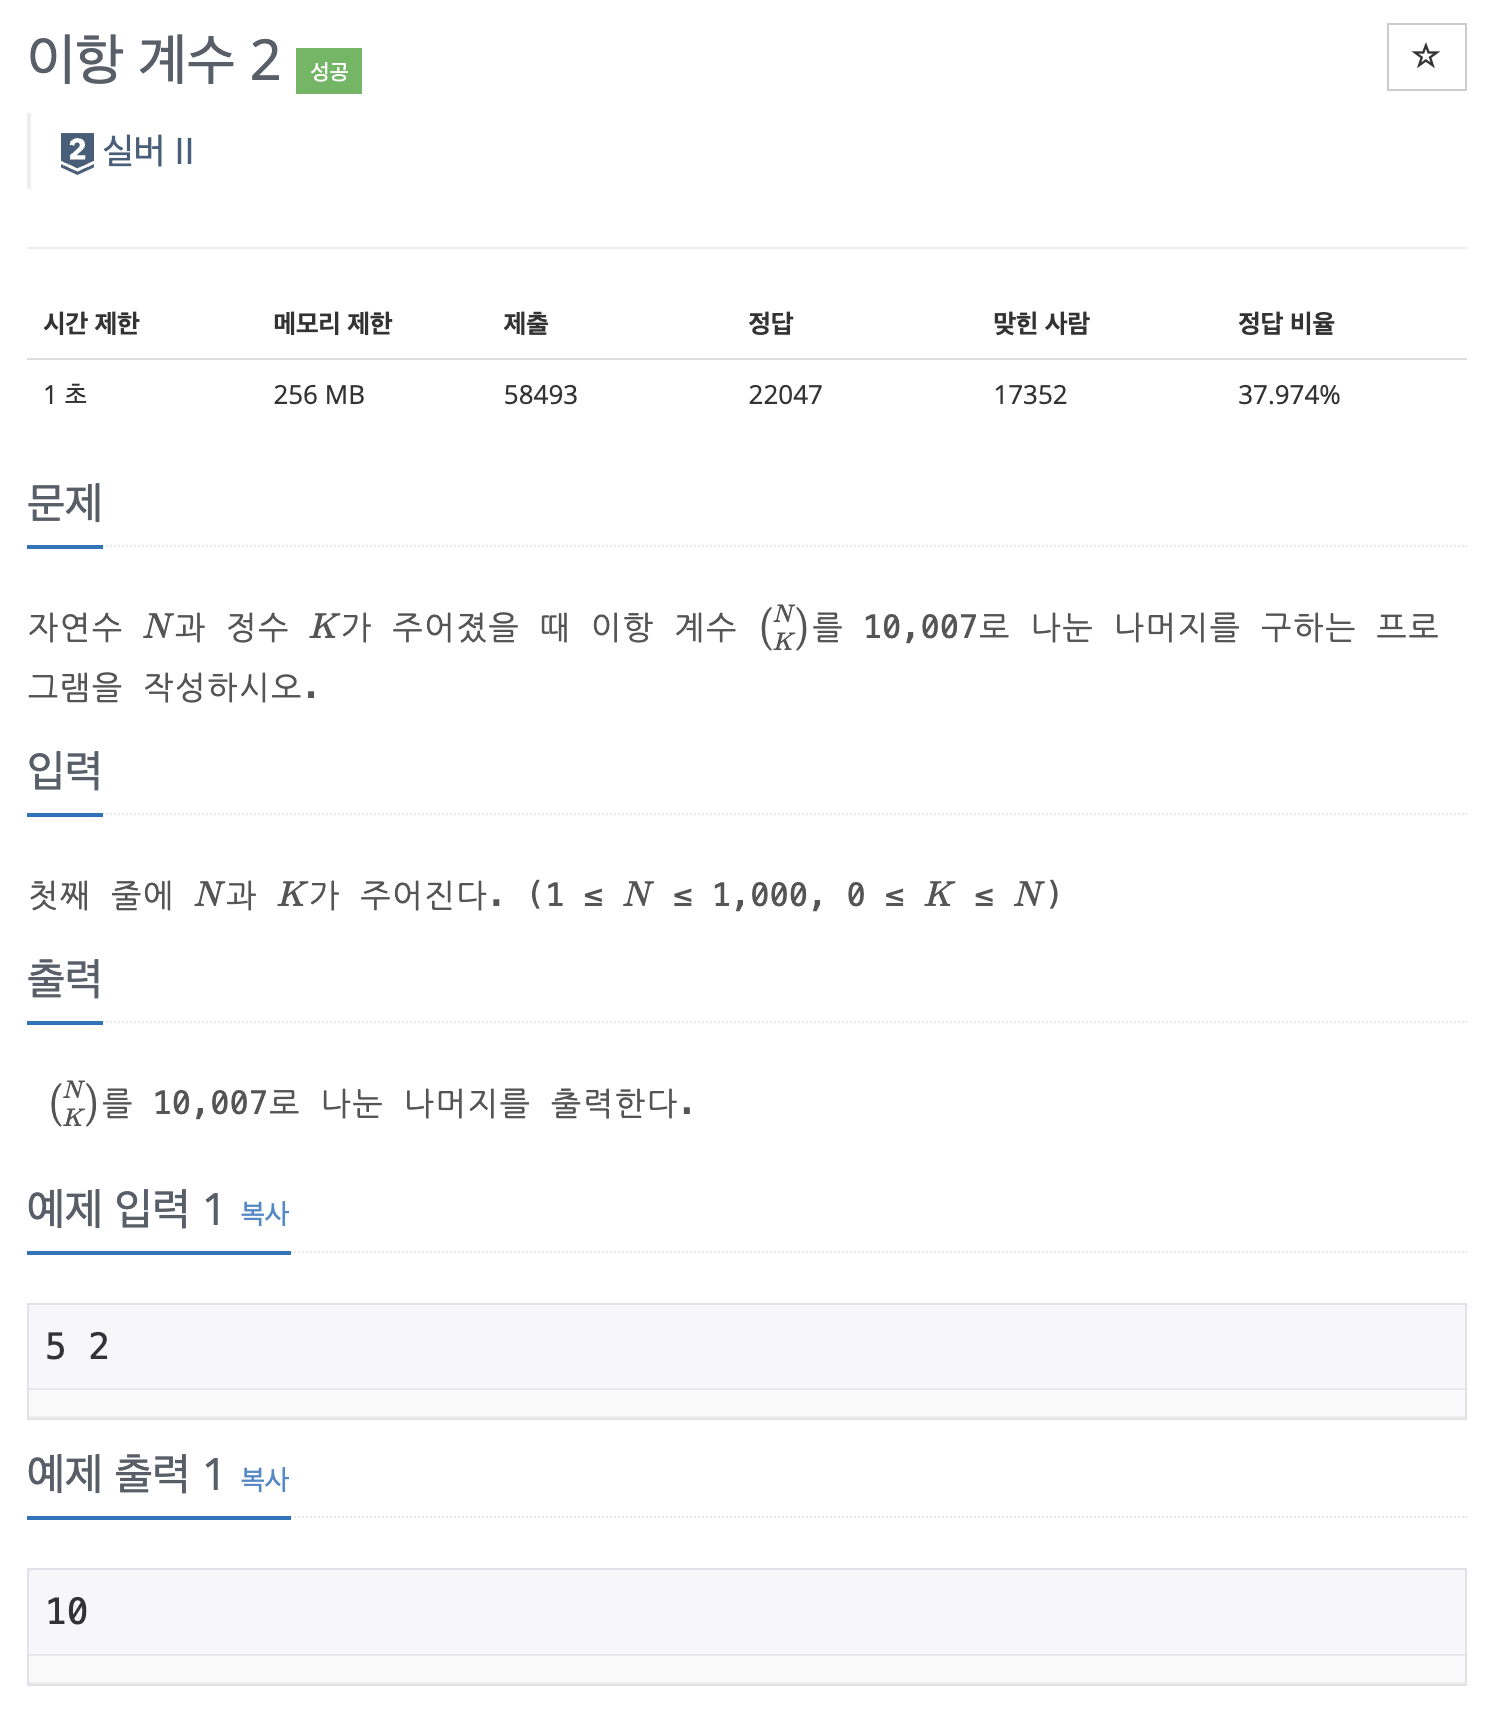 이항 계수 2 성공
☆
2 실버 II
시간 제한 메모리 제한 제출 정답 맞힌 사람 정답 비율
1 초 256 MB 58493 22047 17352 37.974%
문제
자연수 N과 정수 K가 주어졌을 때 이항 계수 (N K)를 10,007로 나눈 나머지를 구하는 프로
그램을 작성하시오.
입력
첫째 줄에 N과 K가 주어진다. (1 ≤ N ≤ 1,000, 0 ≤ K ≤ N)
출력
(N K)를 10,007로 나눈 나머지를 출력한다.
예제 입력 1 복사
5 2
예제 출력 1 복사
10